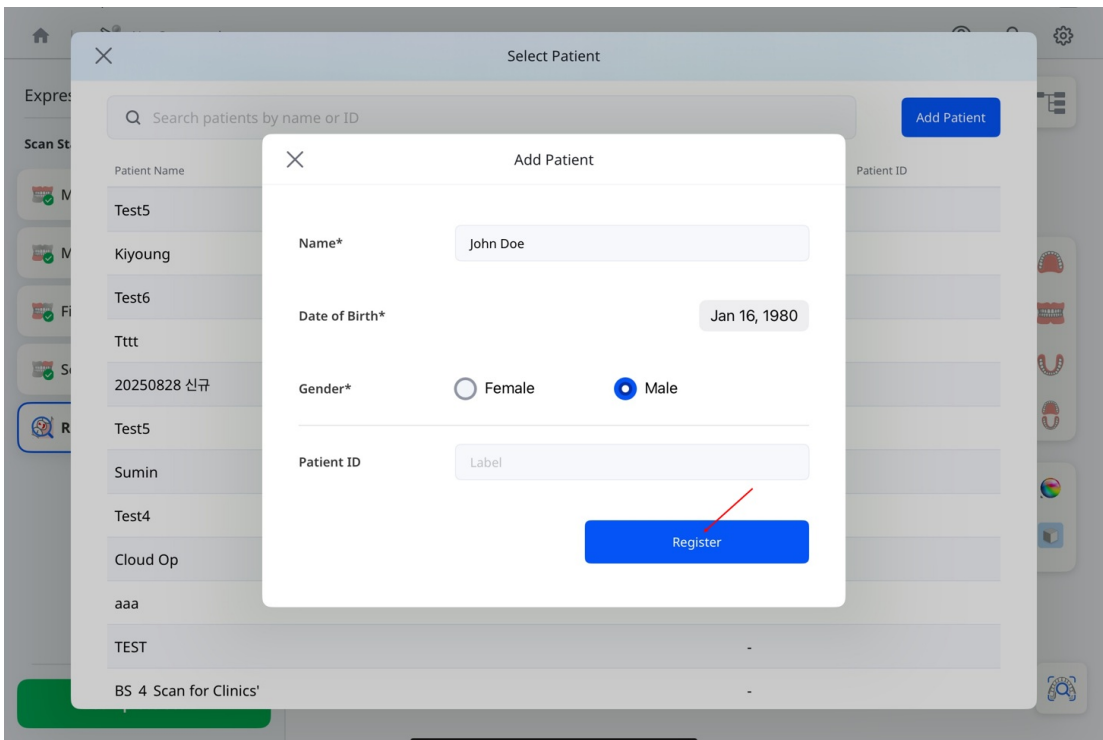 Select Patient
Search patients by name or ID
Add Patient
Scan St
Patient Name
Patient ID
Add Patient
Test5
Kiyoung
Test6
Tttt
20250828 신규
Test5
Sumin
Test4
Cloud Op
aaa
TEST
-
BS 4 Scan for Clinics'
-
Name*
John Doe
Date of Birth*
Jan 16, 1980
Gender*
Female
Male
Patient ID
Label
Register
Expres
M
M
Fi
R